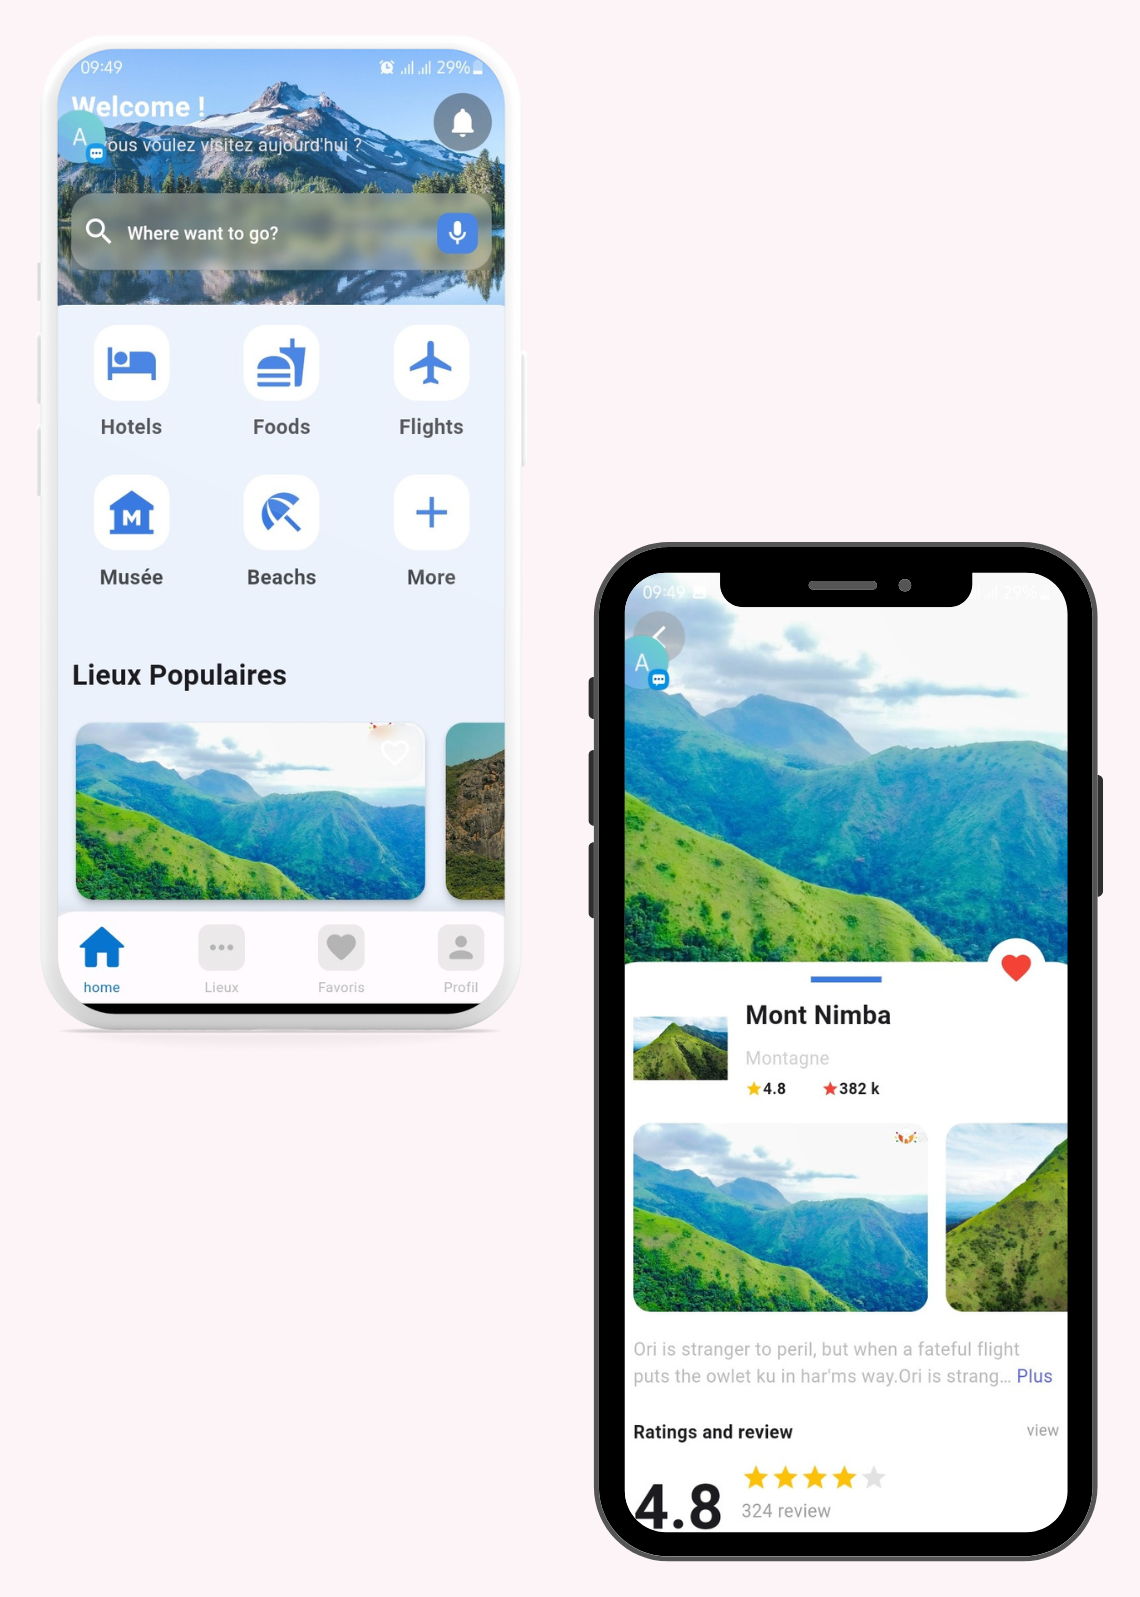 09:49
29%
Welcome !
A
vous voulez visitez aujourd'hui ?
Where want to go?
Hotels
Foods
Flights
M
Musée
Beachs
More
Lieux Populaires
home
Lieux
Favoris
Profil
09:49
29%
A
Mont Nimba
Montagne
4.8
382 k
Ori is stranger to peril, but when a fateful flight
puts the owlet ku in har'ms way.Ori is strang... Plus
Ratings and review
view
4.8
324 review